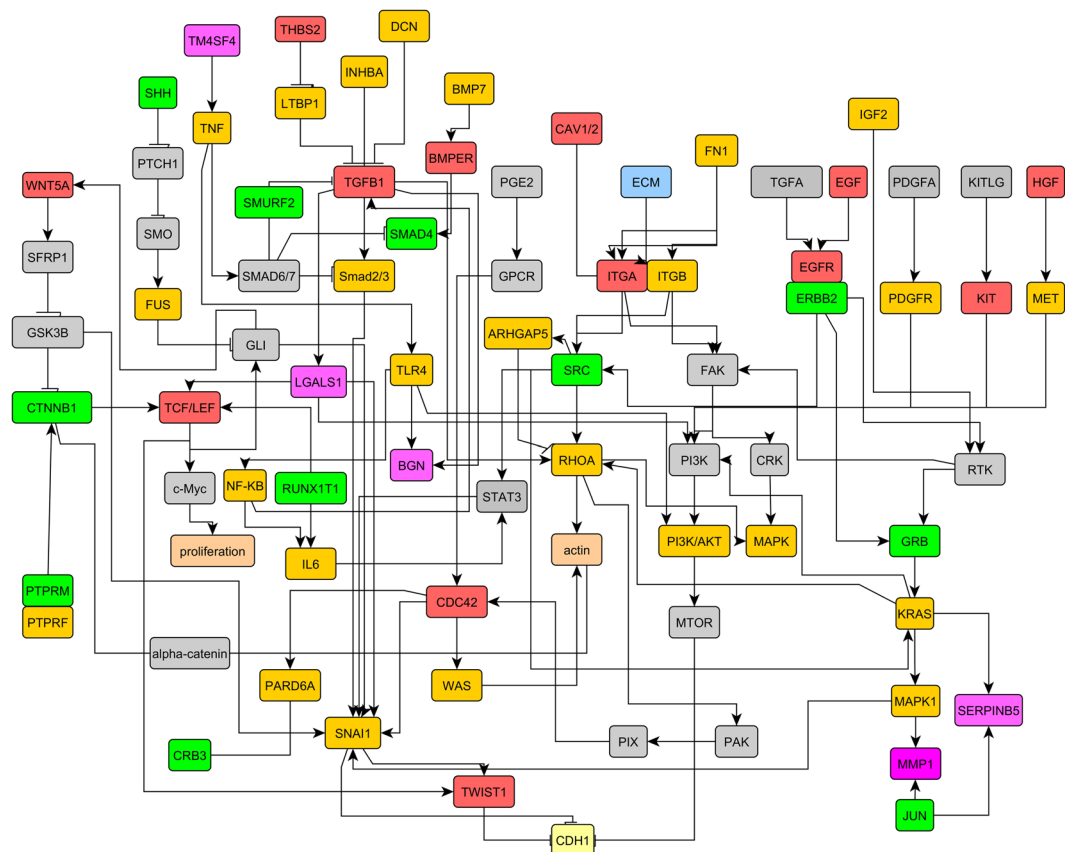 THBS2
DCN
TM4SF4
INHBA
SHH
BMP7
LTBP1
IGF2
TNF
CAV1/2
FN1
PTCH1
BMPER
WNT5A
TGFB1
PGE2
ECM
TGFA
EGF
PDGFA
KITLG
HGF
SMURF2
SMO
SMAD4
SFRP1
SMAD6/7
Smad2/3
GPCR
ITGA
ITGB
EGFR
FUS
ERBB2
PDGFR
KIT
MET
GSK3B
GLI
ARHGAP5
TLR4
SRC
FAK
LGALS1
CTNNB1
TCF/LEF
BGN
RHOA
PI3K
CRK
RTK
c-Myc
NF-KB
RUNX1T1
STAT3
proliferation
IL6
actin
PI3K/AKT
MAPK
GRB
PTPRM
PTPRF
CDC42
MTOR
KRAS
alpha-catenin
PARD6A
WAS
MAPK1
SERPINB5
SNAI1
PIX
PAK
CRB3
MMP1
TWIST1
JUN
CDH1